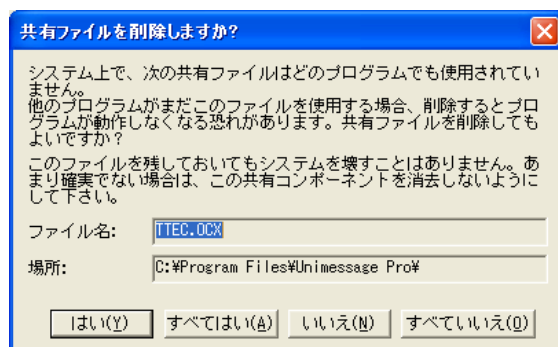 共有ファイルを削除しますか?
システム上で、次の共有ファイルはどのプログラムでも使用されてい
ません。
他のプログラムがまだこのファイルを使用する場合、削除するとプロ
グラムが動作しなくなる恐れがあります。共有ファイルを削除しても
よいですか？
このファイルを残しておいてもシステムを壊すことはありません。あ
まり確実でない場合は、この共有コンポーネントを消去しないように
して下さい。
ファイル名: TTEC.OCX
場所: C:¥Program Files¥Unimessage Pro¥
はい(Y) すべてはい(A) いいえ(N) すべていいえ(O)